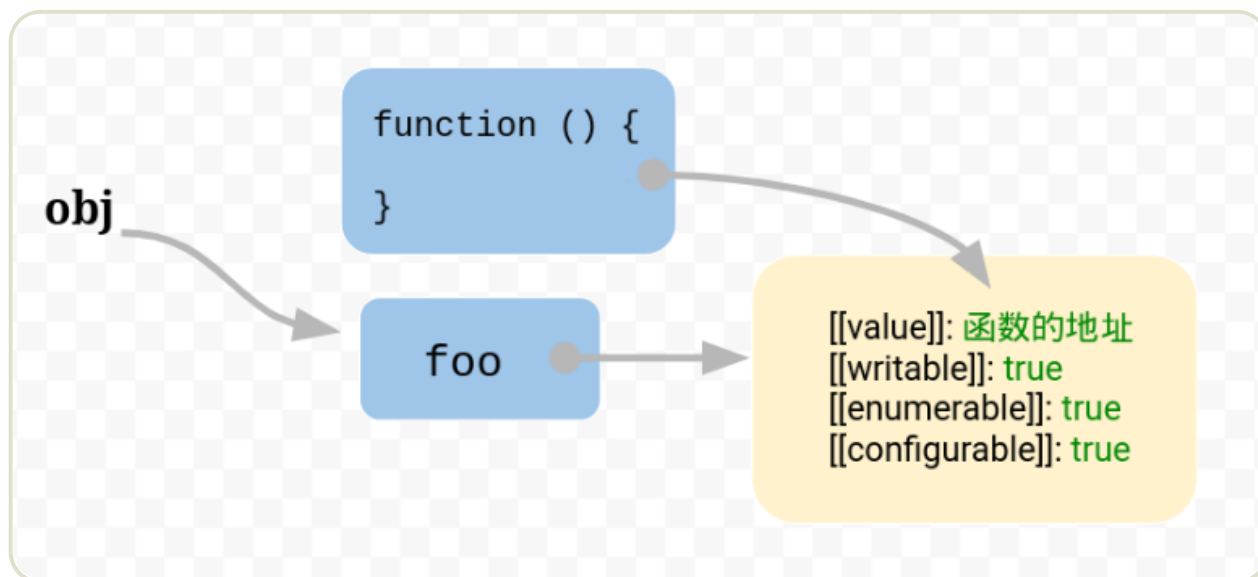 function () {
}
obj
foo
[[value]]: 函数的地址
[[writable]]: true
[[enumerable]]: true
[[configurable]]: true